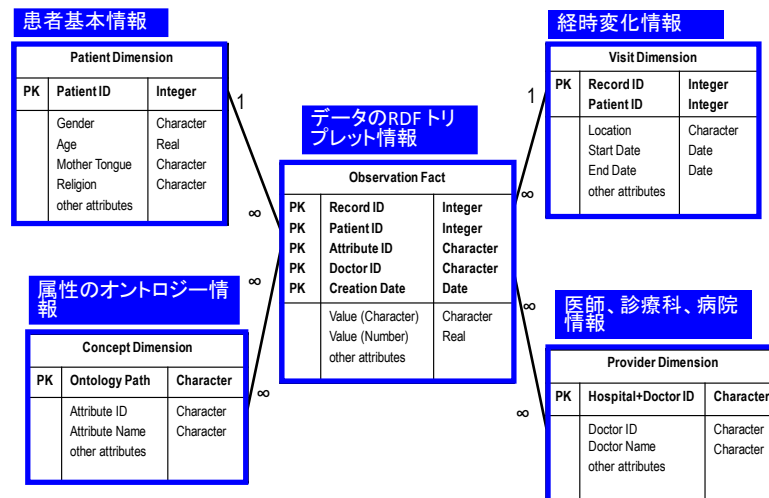 患者基本情報
Patient Dimension
PK Patient ID Integer
Gender Character
Age Real
Mother Tongue Character
Religion Character
other attributes
1
∞
データのRDFトリ
プレット情報
Observation Fact
PK Record ID Integer
PK Patient ID Integer
PK Attribute ID Character
PK Doctor ID Character
PK Creation Date Date
Value (Character) Character
Value (Number) Real
other attributes
経時変化情報
Visit Dimension
PK Record ID Integer
Patient ID Integer
Location Character
Start Date Date
End Date Date
other attributes
1
∞
属性のオントロジー情
報
Concept Dimension
PK Ontology Path Character
Attribute ID Character
Attribute Name Character
other attributes
∞
∞
医師、診療科、病院
情報
Provider Dimension
PK Hospital+Doctor ID Character
Doctor ID Character
Doctor Name Character
other attributes
∞
∞